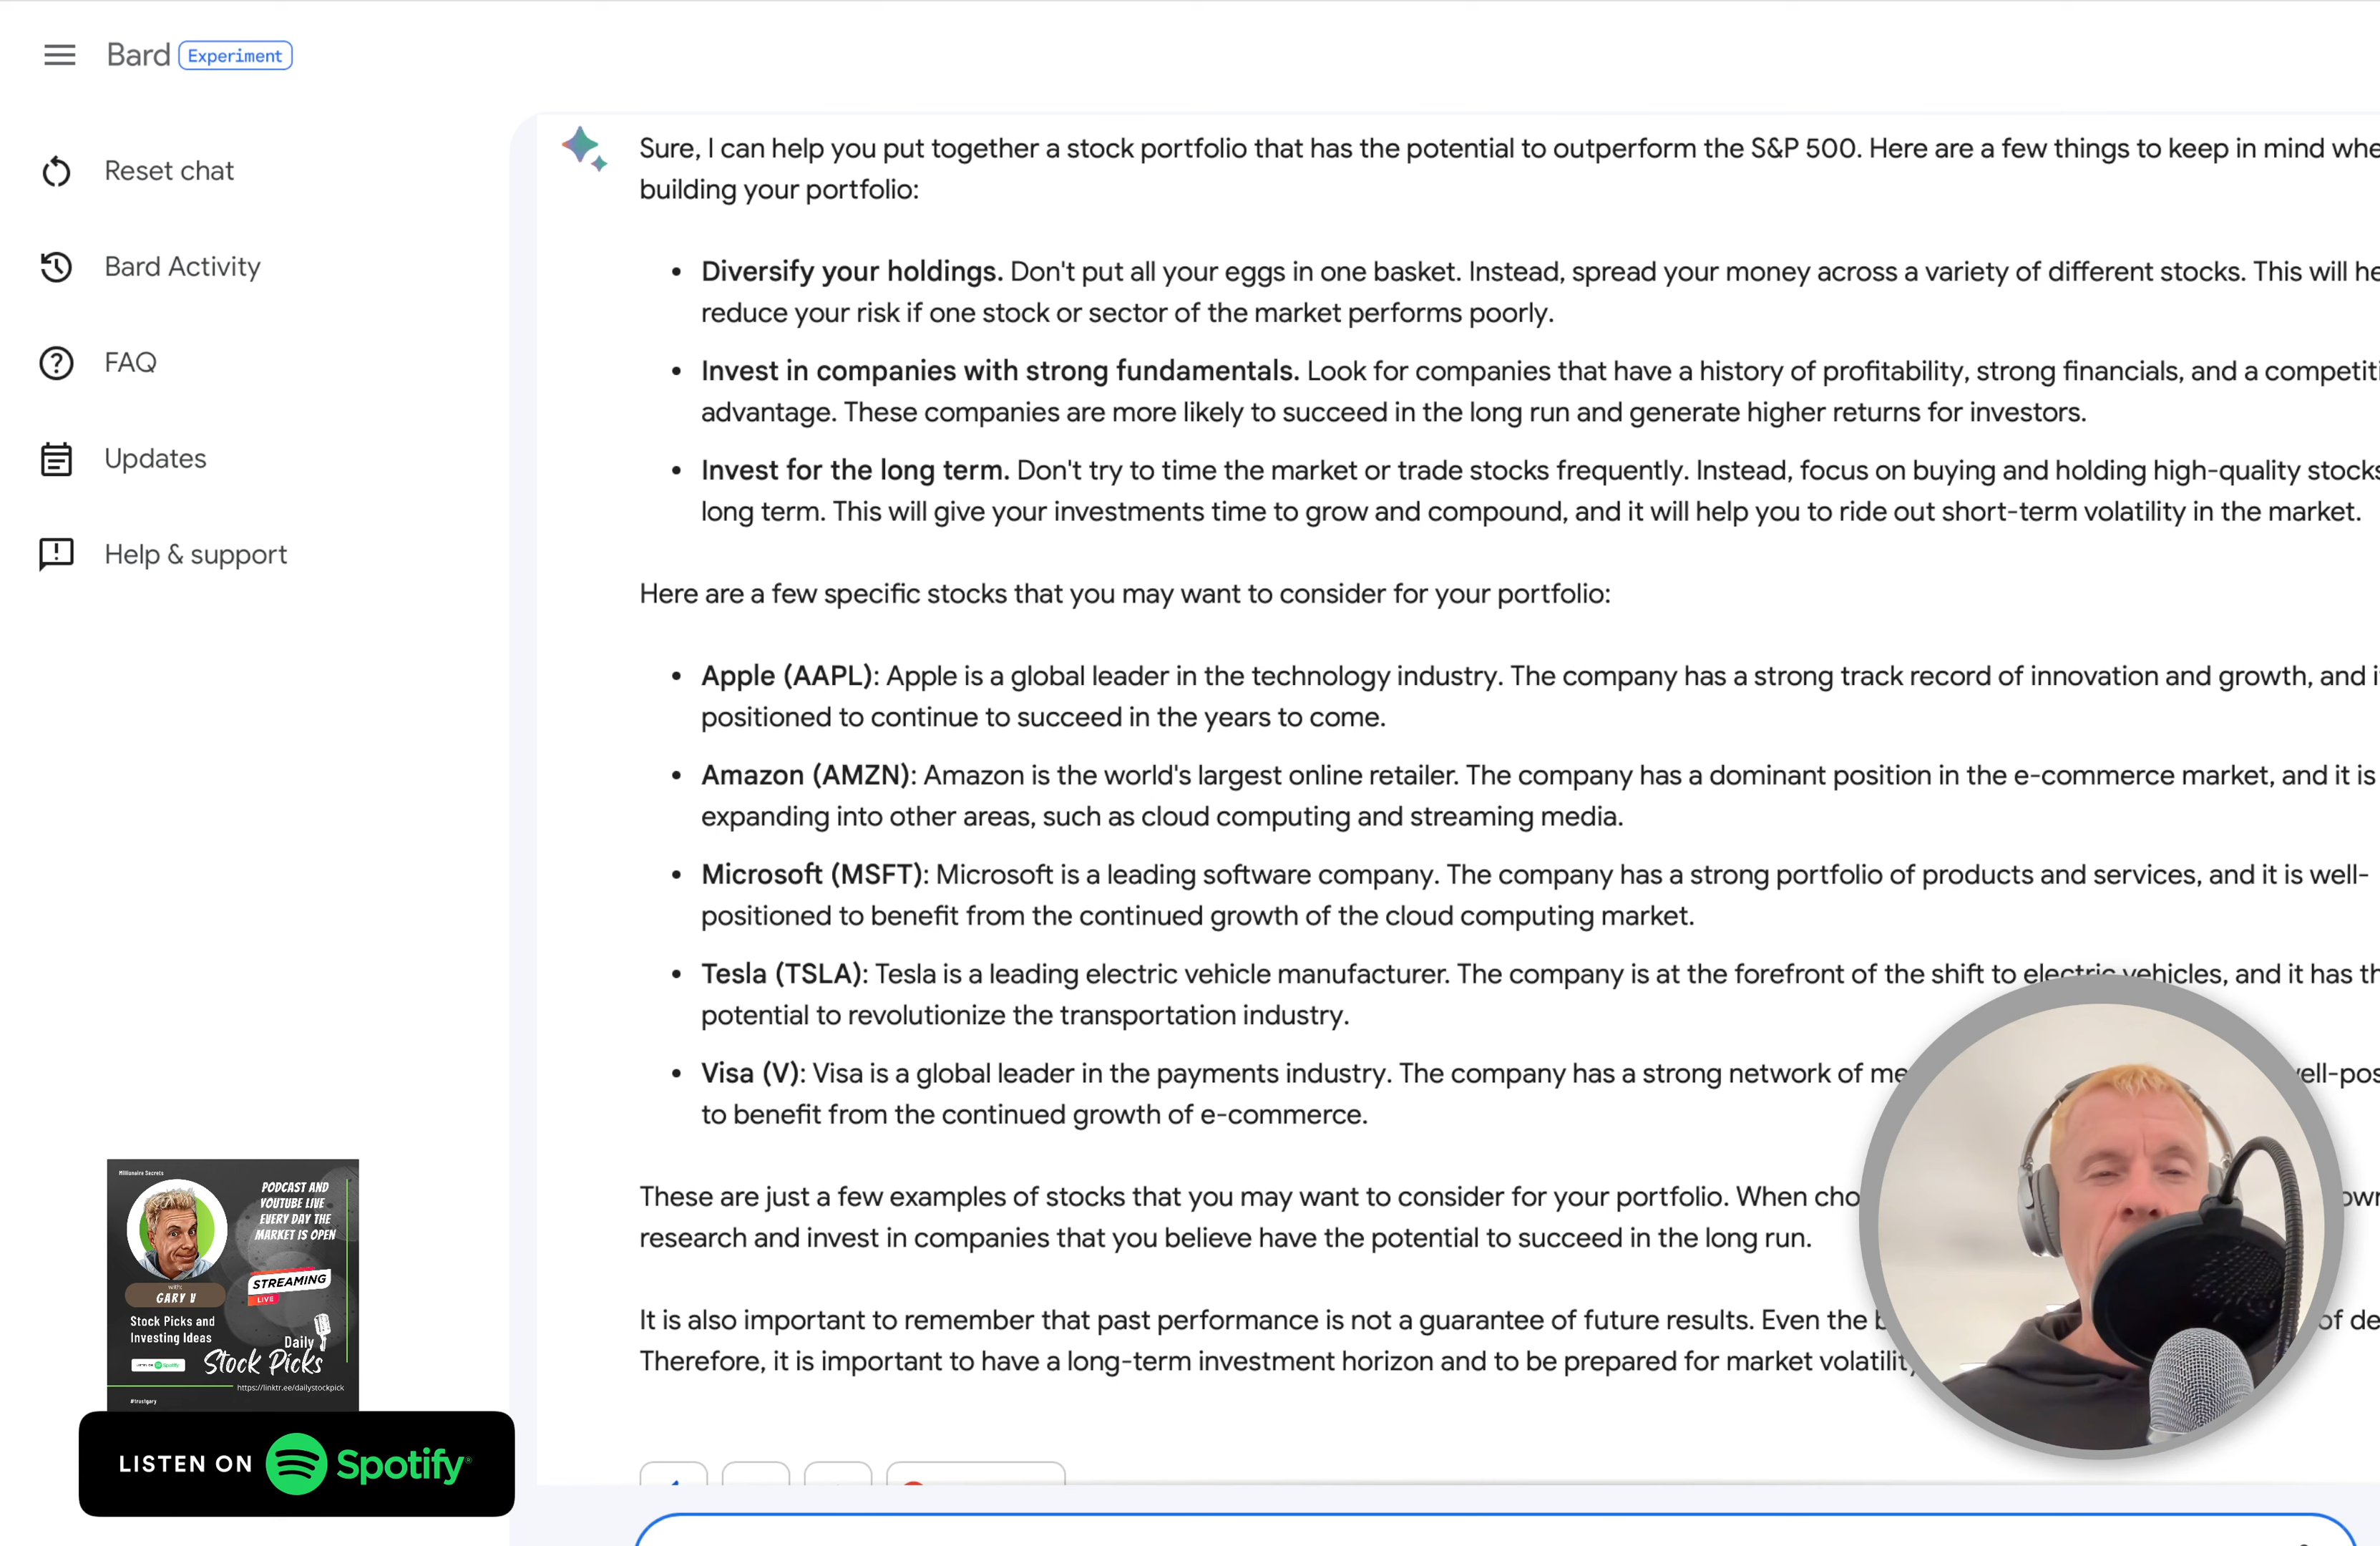 Bard Experiment
Reset chat
Bard Activity
FAQ
Updates
Help & support
Sure, I can help you put together a stock portfolio that has the potential to outperform the S&P 500. Here are a few things to keep in mind whe
building your portfolio:
• Diversify your holdings. Don't put all your eggs in one basket. Instead, spread your money across a variety of different stocks. This will he
reduce your risk if one stock or sector of the market performs poorly.
• Invest in companies with strong fundamentals. Look for companies that have a history of profitability, strong financials, and a competiti
advantage. These companies are more likely to succeed in the long run and generate higher returns for investors.
• Invest for the long term. Don't try to time the market or trade stocks frequently. Instead, focus on buying and holding high-quality stocks
long term. This will give your investments time to grow and compound, and it will help you to ride out short-term volatility in the market.
Here are a few specific stocks that you may want to consider for your portfolio:
• Apple (AAPL): Apple is a global leader in the technology industry. The company has a strong track record of innovation and growth, and i
positioned to continue to succeed in the years to come.
• Amazon (AMZN): Amazon is the world's largest online retailer. The company has a dominant position in the e-commerce market, and it is
expanding into other areas, such as cloud computing and streaming media.
• Microsoft (MSFT): Microsoft is a leading software company. The company has a strong portfolio of products and services, and it is well-
positioned to benefit from the continued growth of the cloud computing market.
• Tesla (TSLA): Tesla is a leading electric vehicle manufacturer. The company is at the forefront of the shift to electric vehicles, and it has th
potential to revolutionize the transportation industry.
• Visa (V): Visa is a global leader in the payments industry. The company has a strong network of me ell-pos
to benefit from the continued growth of e-commerce.
These are just a few examples of stocks that you may want to consider for your portfolio. When cho own
research and invest in companies that you believe have the potential to succeed in the long run.
It is also important to remember that past performance is not a guarantee of future results. Even the b of de
Therefore, it is important to have a long-term investment horizon and to be prepared for market volatilit
Millionaire Secrets
PODCAST AND
YOUTUBE LIVE
EVERY DAY THE
MARKET IS OPEN
with:
GARY V
STREAMING
LIVE
Stock Picks and
Investing Ideas
Daily
Stock Picks
LISTEN ON Spotify
https://linktr.ee/dailystockpick
#trustgary
LISTEN ON Spotify